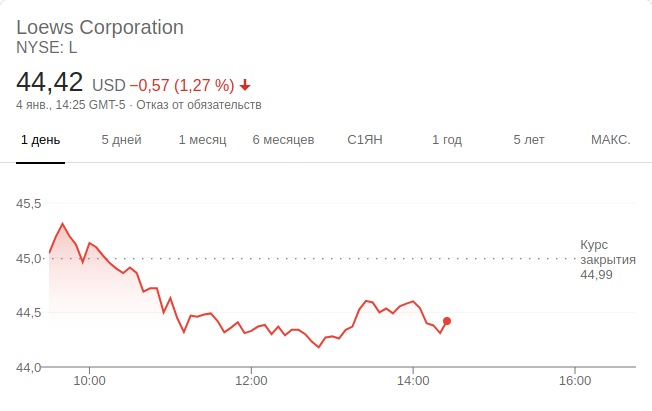 Loews Corporation
NYSE: L
44,42 USD −0,57 (1,27 %)
4 янв., 14:25 GMT-5 · Отказ от обязательств
1 день 5 дней 1 месяц 6 месяцев С1ЯН 1 год 5 лет МАКС.
45,5
Курс
45,0 закрытия
44,99
44,5
44,0
10:00 12:00 14:00 16:00